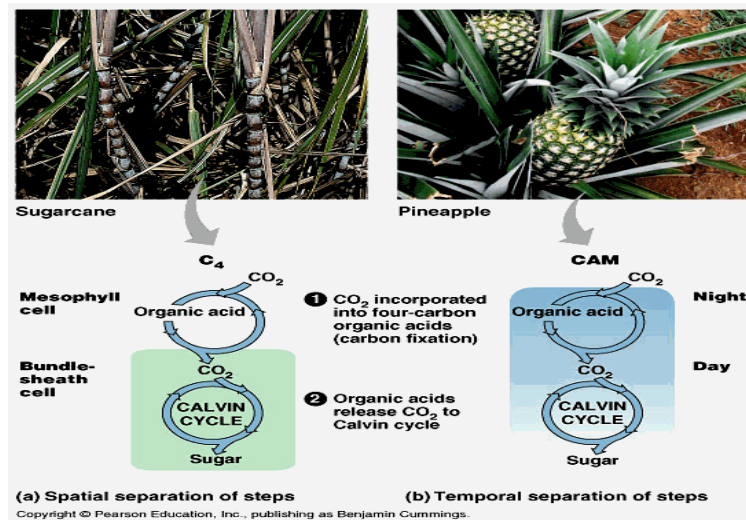 Sugarcane
Pineapple
C4
CAM
CO2
CO2
Mesophyll
cell
Organic acid
1 CO2 incorporated
into four-carbon
organic acids
(carbon fixation)
Organic acid
Night
Bundle-
sheath
cell
CO2
CALVIN
CYCLE
Sugar
2 Organic acids
release CO2 to
Calvin cycle
CO2
Day
CALVIN
CYCLE
Sugar
(a) Spatial separation of steps
(b) Temporal separation of steps
Copyright © Pearson Education, Inc., publishing as Benjamin Cummings.